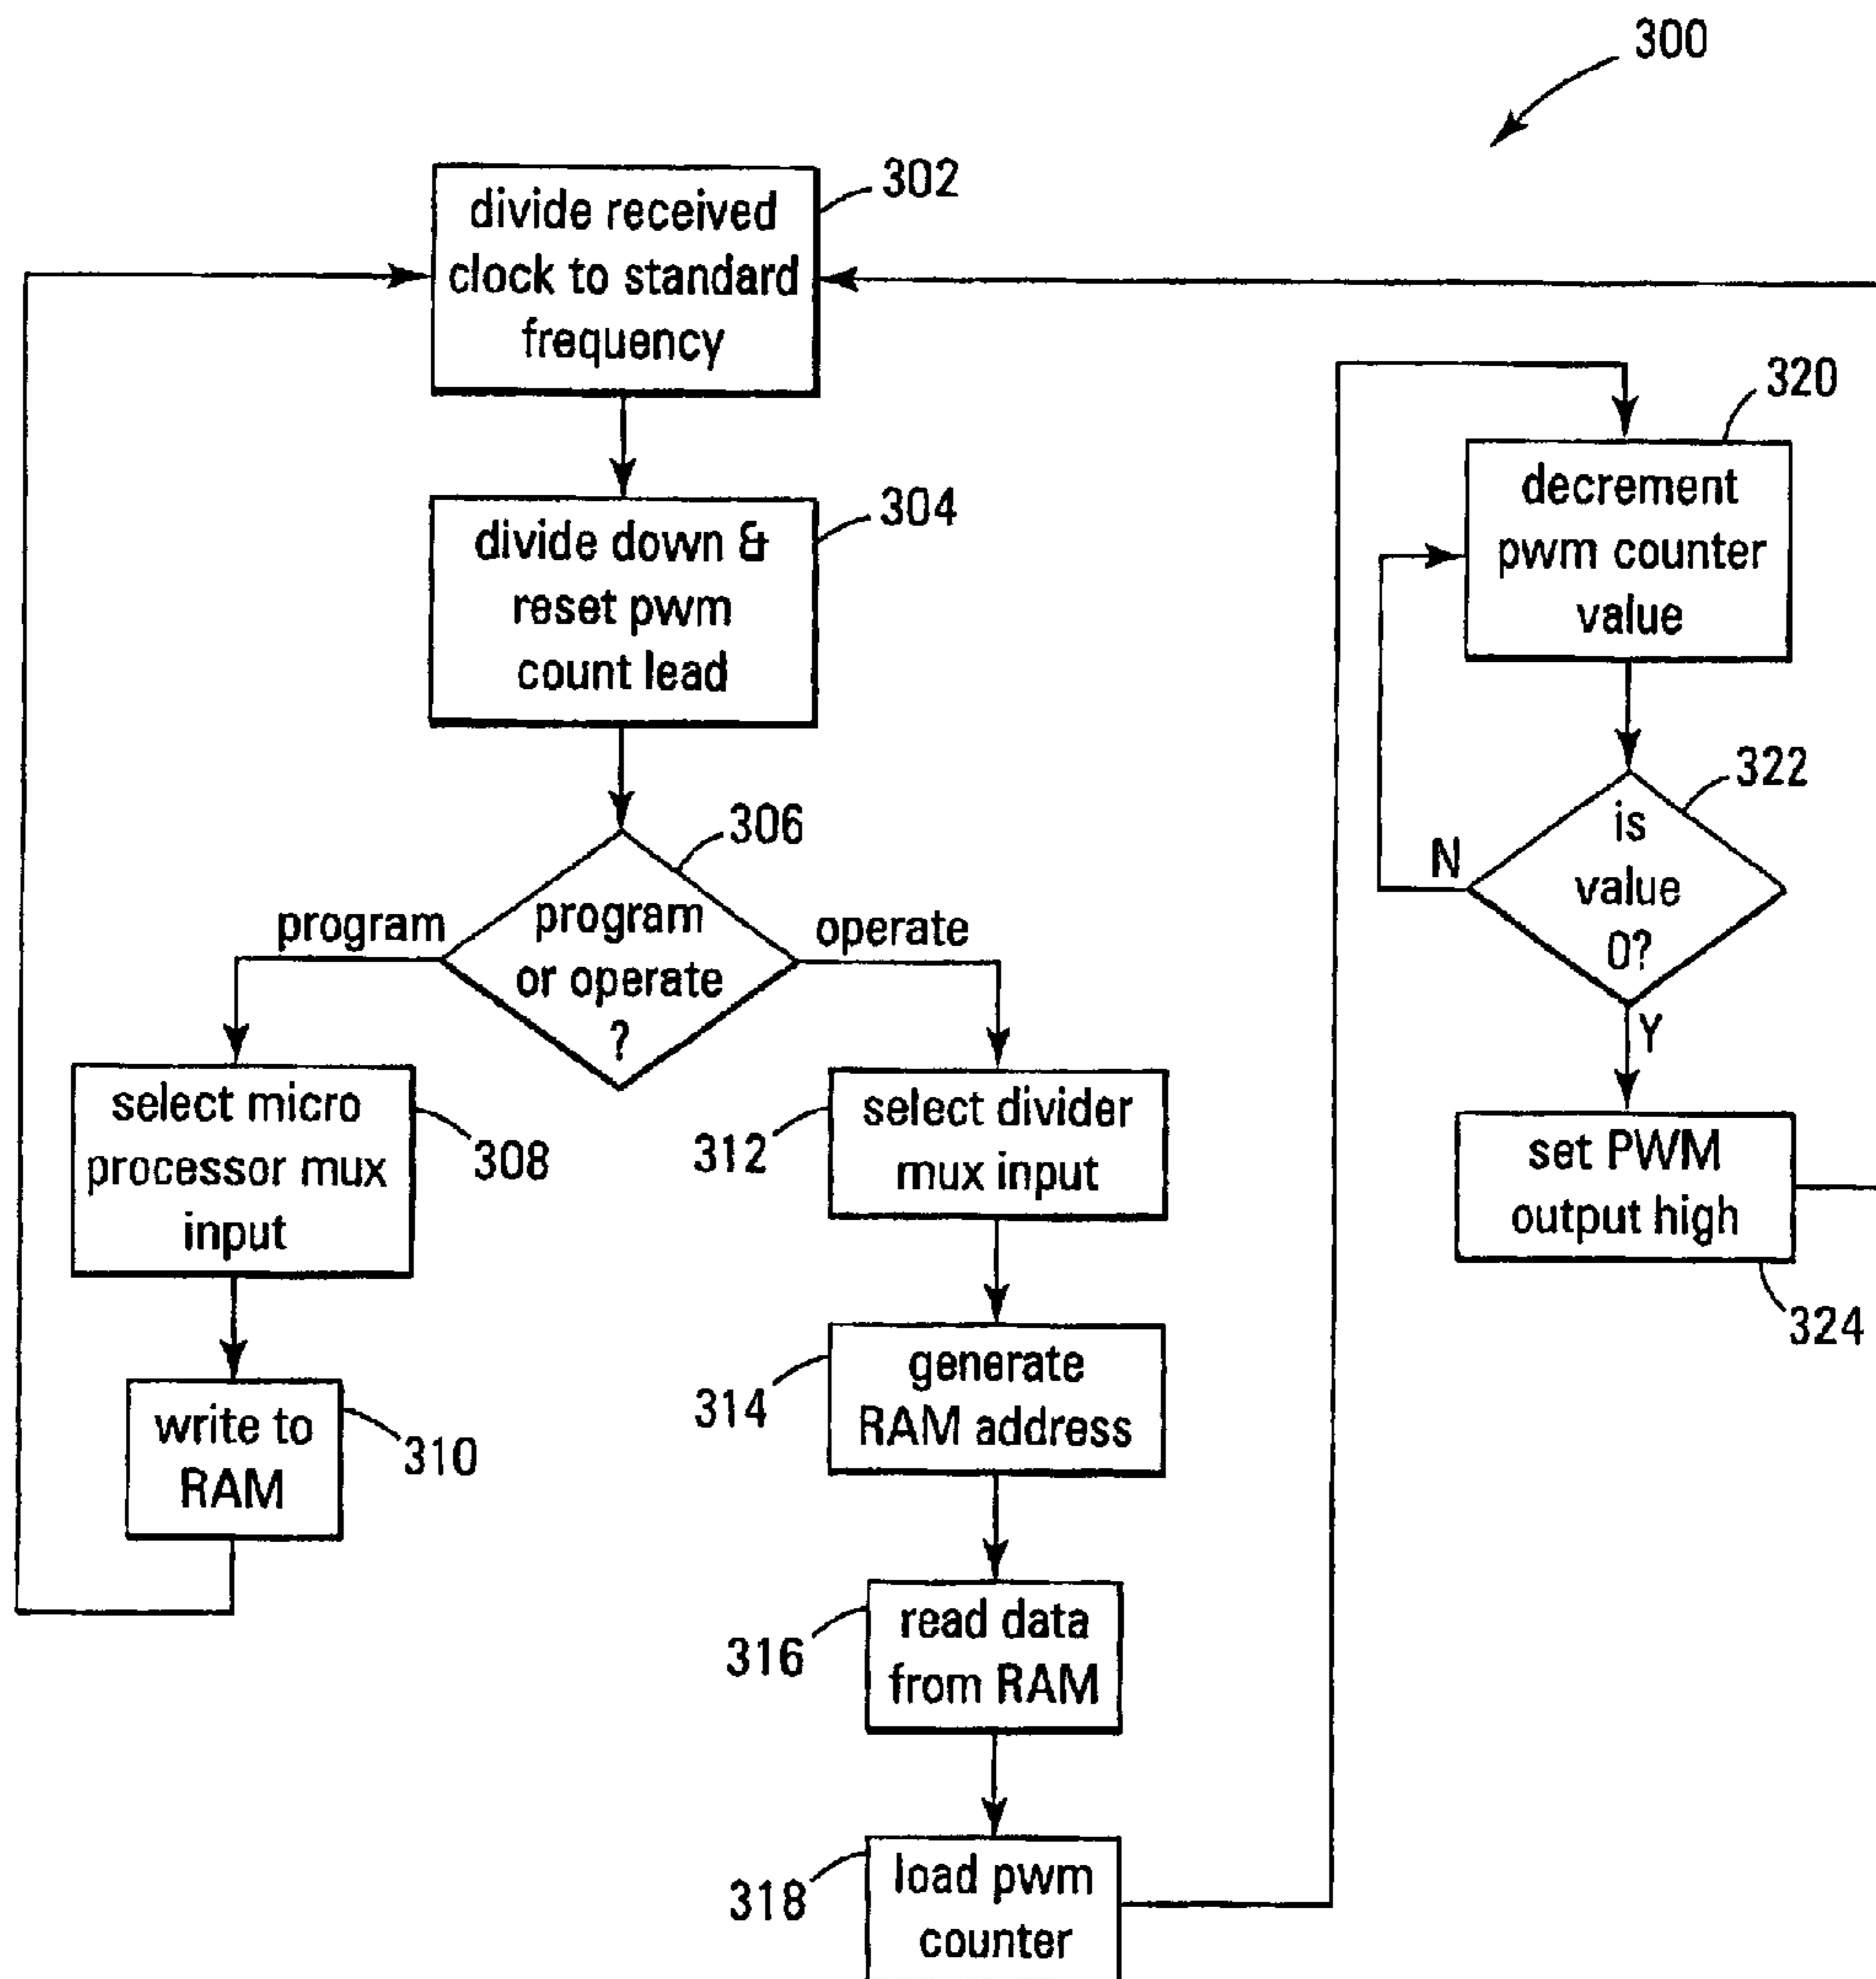 300
302
divide received
clock to standard
frequency
304
divide down &
reset pwm
count lead
306
program
or operate
?
program
operate
select micro
processor mux
input
308
write to
RAM
310
312
select divider
mux input
314
generate
RAM address
316
read data
from RAM
318
load pwm
counter
320
decrement
pwm counter
value
322
is
value
0?
N
Y
set PWM
output high
324